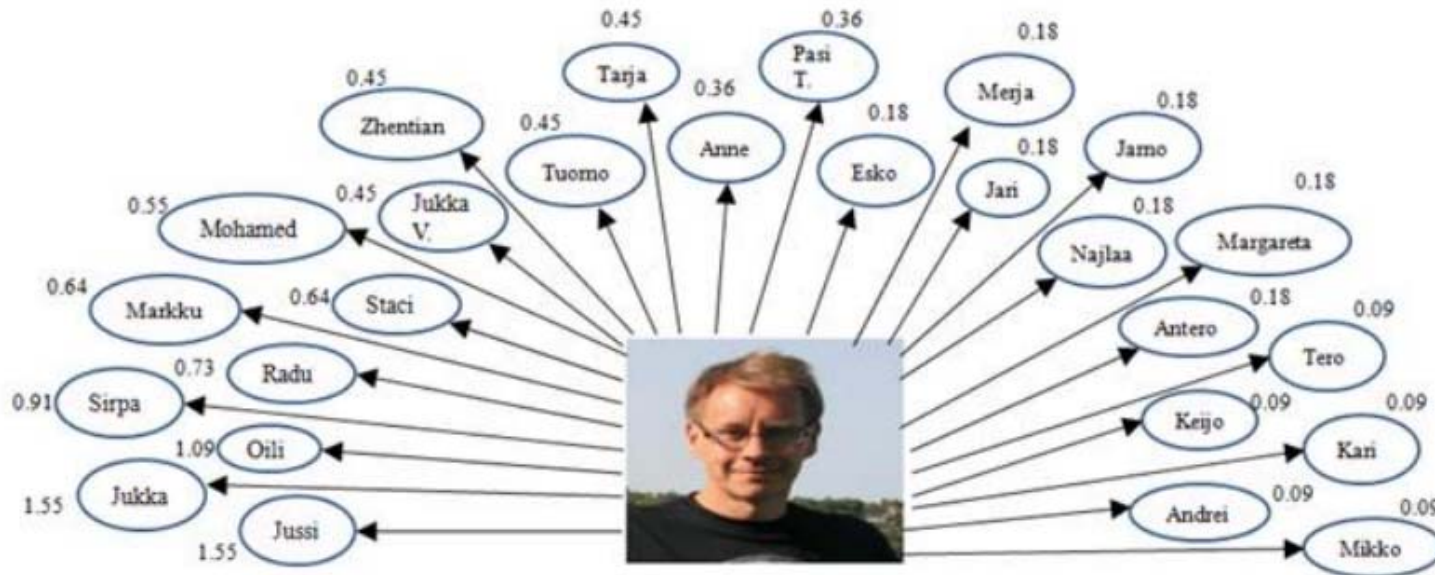 0.45
Tarja
0.36
Pasi
T.
0.18
Merja
0.45
Zhentian
0.45
Tuomo
0.36
Anne
0.18
Esko
0.18
Jari
0.18
Jarno
0.55
Mohamed
0.45
Jukka
V.
0.18
Najlaa
0.18
Margareta
0.64
Markku
0.64
Staci
0.18
Antero
0.09
Tero
0.91
Sirpa
0.73
Radu
0.09
Keijo
0.09
Kari
1.09
Oili
1.55
Jukka
1.55
Jussi
0.09
Andrei
0.09
Mikko